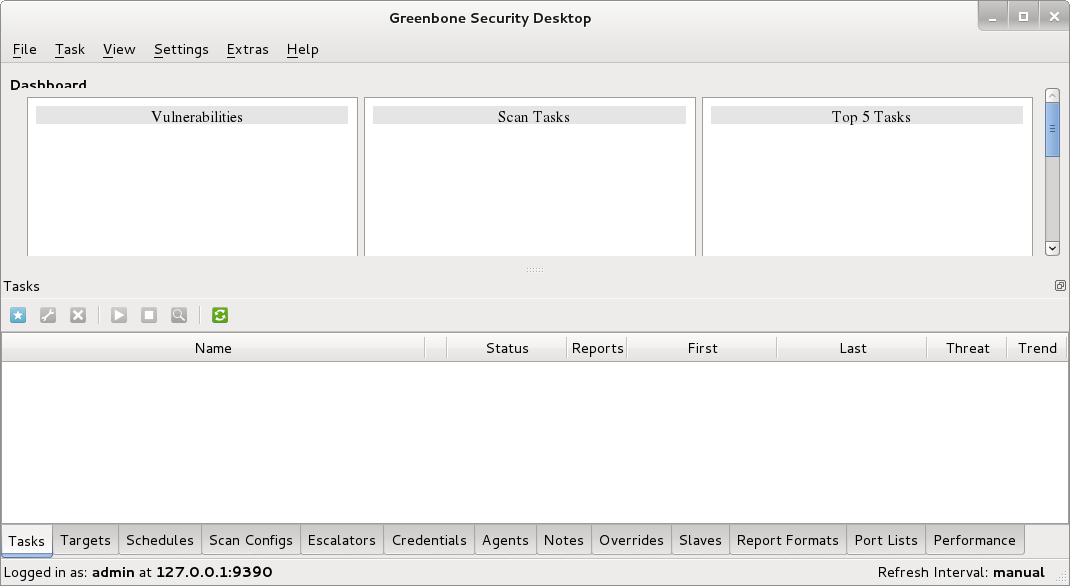 Greenbone Security Desktop
File Task View Settings Extras Help
Dashboard
Vulnerabilities Scan Tasks Top 5 Tasks
Tasks
Name Status Reports First Last Threat Trend
Tasks Targets Schedules Scan Configs Escalators Credentials Agents Notes Overrides Slaves Report Formats Port Lists Performance
Logged in as: admin at 127.0.0.1:9390 Refresh Interval: manual